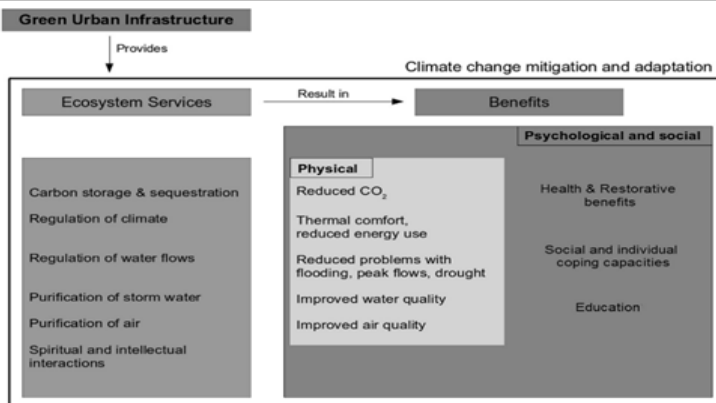 Green Urban Infrastructure
Provides
Climate change mitigation and adaptation
Ecosystem Services
Result in
Benefits
Psychological and social
Physical
Carbon storage & sequestration
Regulation of climate
Regulation of water flows
Purification of storm water
Purification of air
Spiritual and intellectual
interactions
Reduced CO₂
Thermal comfort,
reduced energy use
Reduced problems with
flooding, peak flows, drought
Improved water quality
Improved air quality
Health & Restorative
benefits
Social and individual
coping capacities
Education